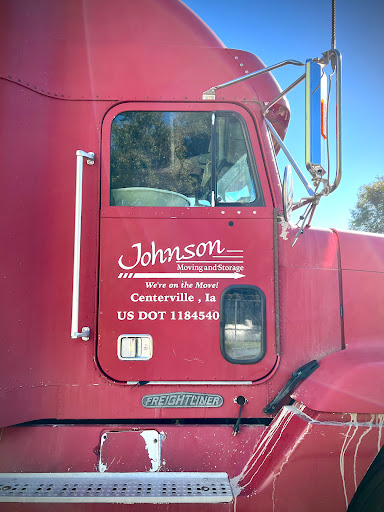 Johnson
Moving and Storage
We're on the Move!
Centerville , Ia
US DOT 1184540
FREIGHTLINER